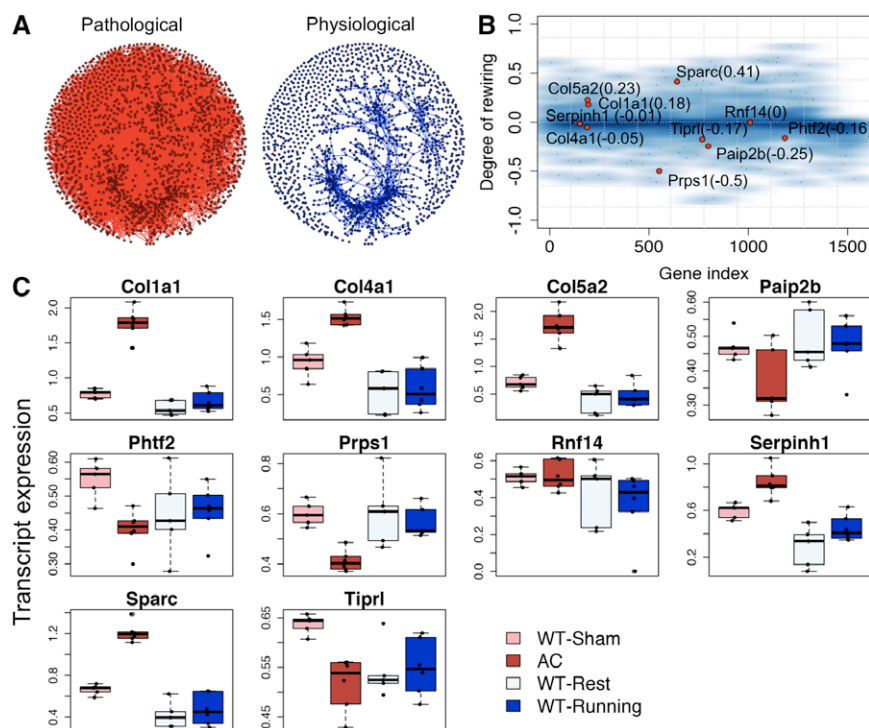 A
Pathological
Physiological
B
Degree of rewiring
1.0
0.5
0.0
-0.5
-1.0
Sparc(0.41)
Col5a2(0.23)
Col1a1(0.18)
Rnf14(0)
Serpinh1 (-0.01)
Tiprl(-0.17)
Phtf2(-0.16)
Col4a1(-0.05)
Paip2b(-0.25)
Prps1(-0.5)
0 500 1000 1500
Gene index
C
Transcript expression
Col1a1
2.0
1.5
1.0
0.5
Col4a1
1.5
1.0
0.5
Col5a2
2.0
1.5
1.0
0.5
Paip2b
0.60
0.50
0.40
0.30
Phtf2
0.60
0.50
0.40
0.30
Prps1
0.8
0.6
0.4
Rnf14
0.6
0.4
0.2
0.0
Serpinh1
1.0
0.6
0.2
Sparc
1.2
0.8
0.4
Tiprl
0.65
0.55
0.45
WT-Sham
AC
WT-Rest
WT-Running